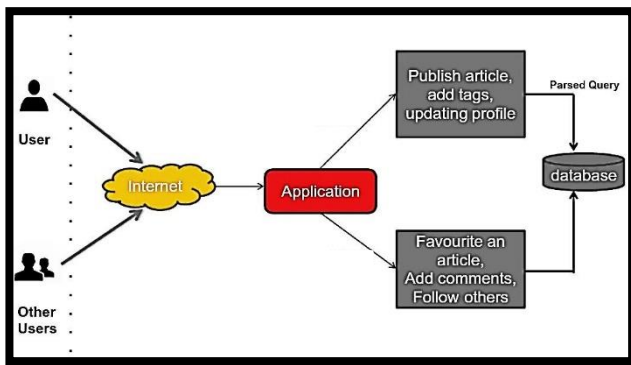 User
Other
Users
Internet
Application
Publish article,
add tags,
updating profile
Favourite an
article,
Add comments,
Follow others
Parsed Query
database